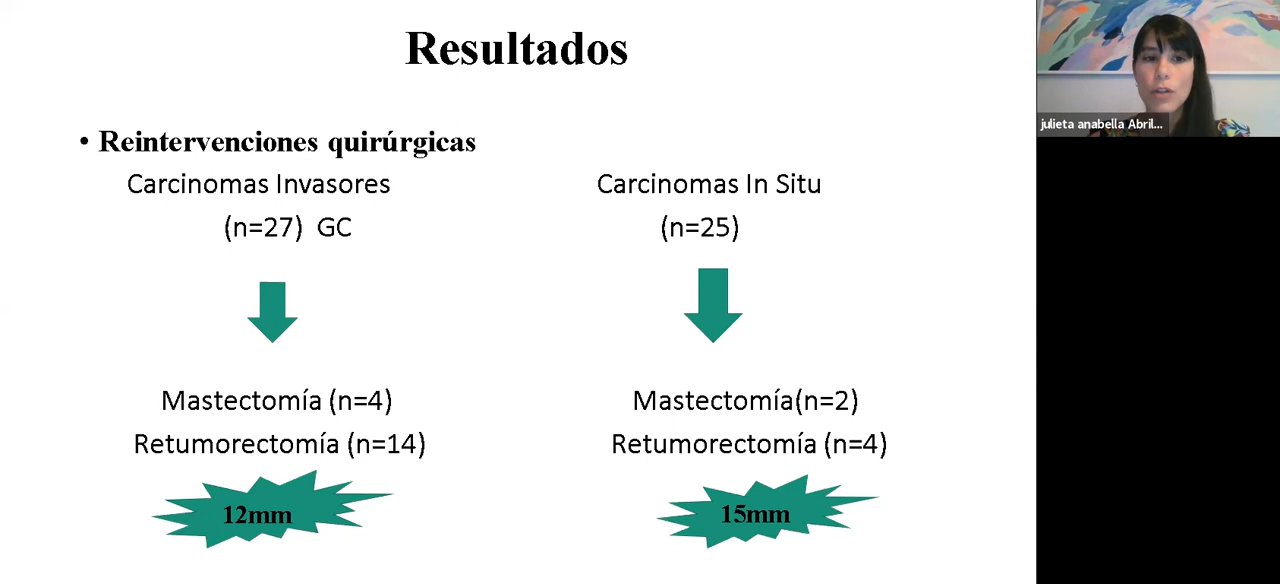 Resultados
• Reintervenciones quirúrgicas
Carcinomas Invasores
(n=27) GC
Mastectomía (n=4)
Retumorectomía (n=14)
12mm
Carcinomas In Situ
(n=25)
Mastectomía(n=2)
Retumorectomía (n=4)
15mm
julieta anabella Abril...